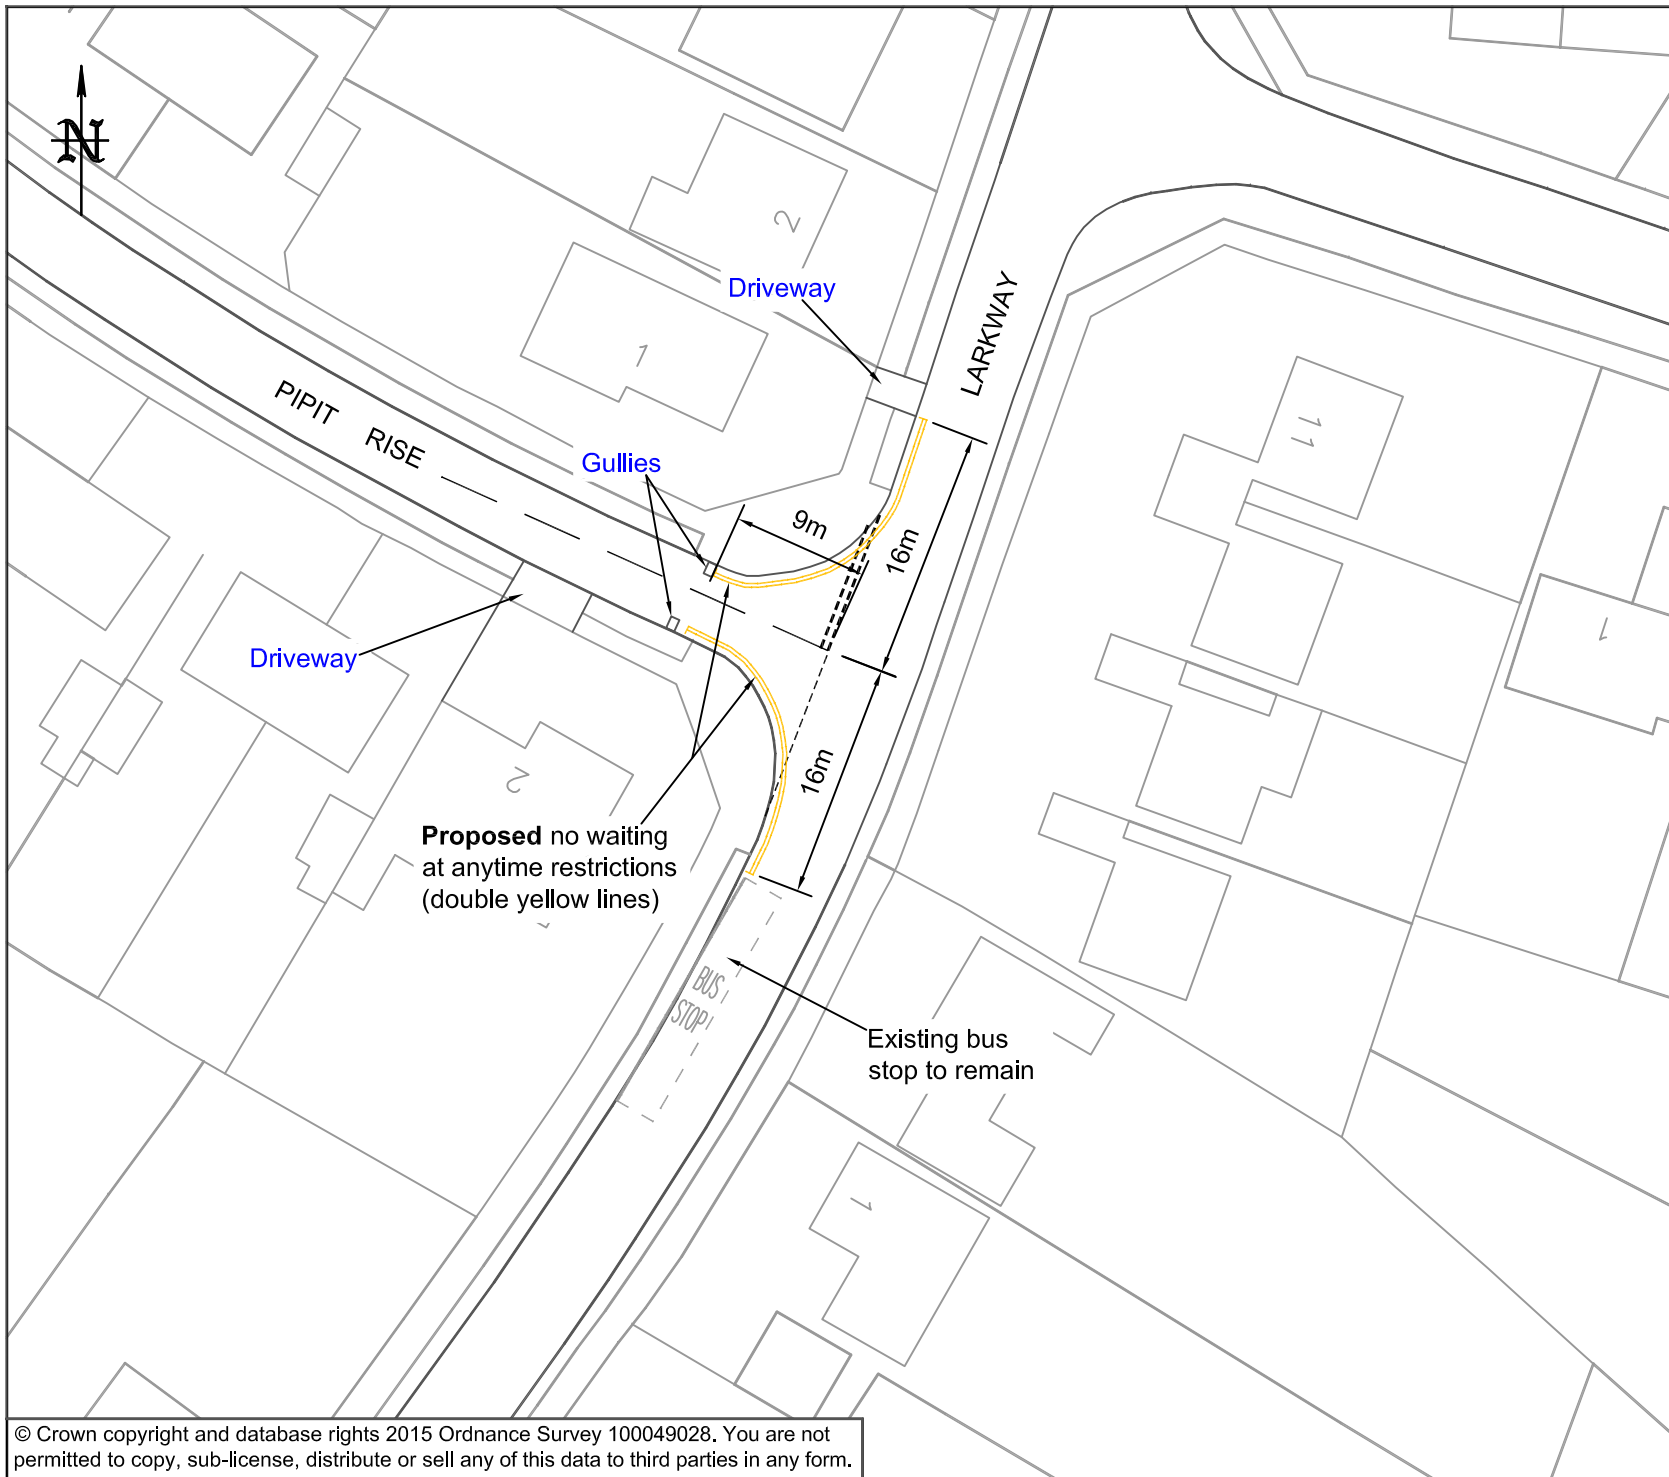 N
2
Driveway
LARKWAY
1
PIPIT RISE
11
Gullies
9m
16m
1
Driveway
16m
2
Proposed no waiting
at anytime restrictions
(double yellow lines)
BUS
STOP
Existing bus
stop to remain
1
© Crown copyright and database rights 2015 Ordnance Survey 100049028. You are not
permitted to copy, sub-license, distribute or sell any of this data to third parties in any form.